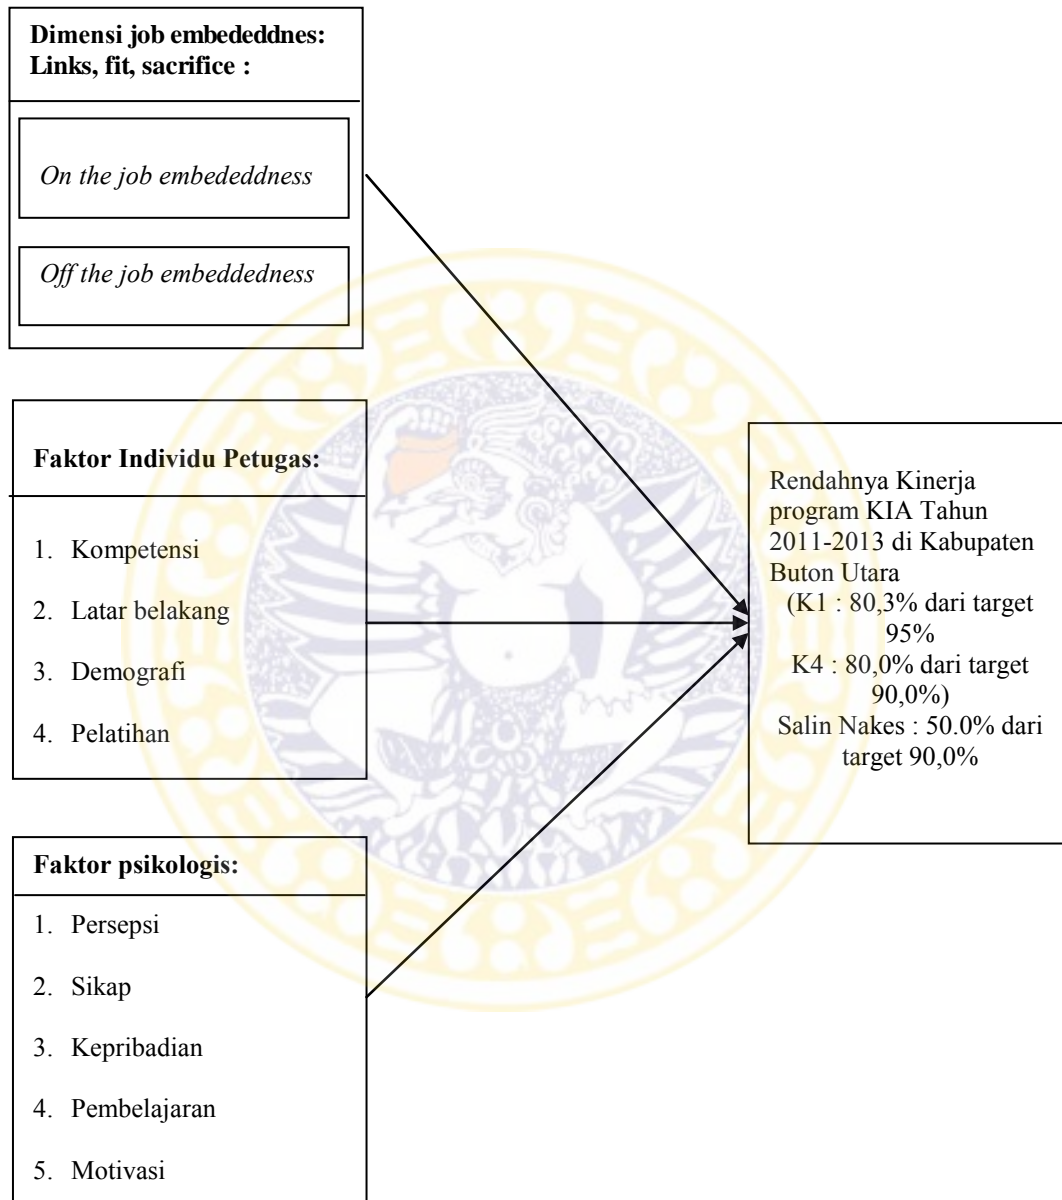 Dimensi job embededdnes:
Links, fit, sacrifice :
On the job embededdness
Off the job embeddedness
Faktor Individu Petugas:
1. Kompetensi
2. Latar belakang
3. Demografi
4. Pelatihan
Faktor psikologis:
1. Persepsi
2. Sikap
3. Kepribadian
4. Pembelajaran
5. Motivasi
Rendahnya Kinerja
program KIA Tahun
2011-2013 di Kabupaten
Buton Utara
(K1 : 80,3% dari target
95%
K4 : 80,0% dari target
90,0%)
Salin Nakes : 50.0% dari
target 90,0%